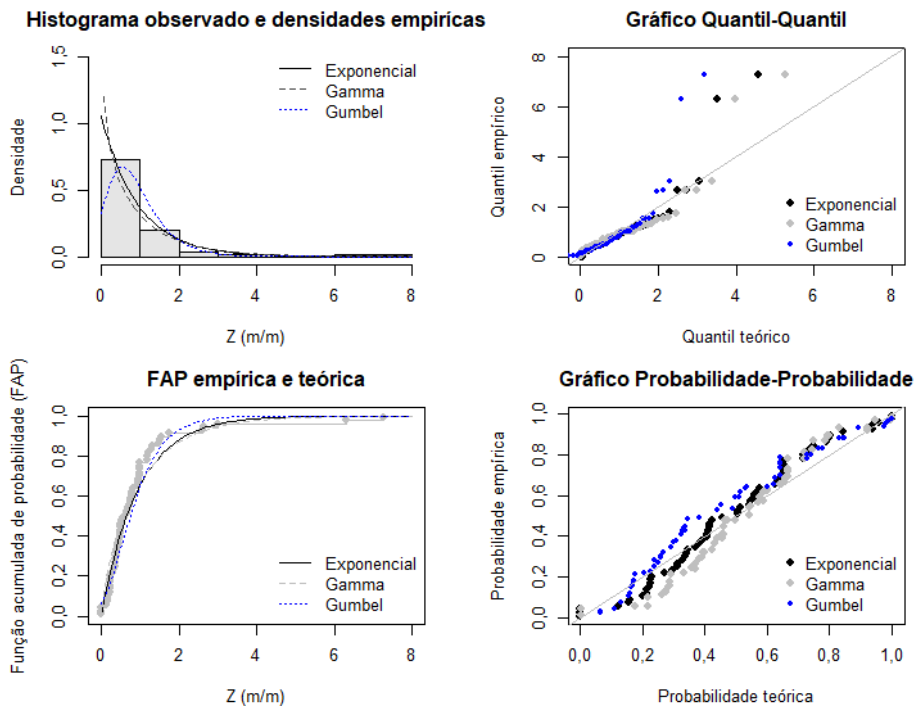 Histograma observado e densidades empirícas
Densidade
0,0 0,5 1,0 1,5
Exponencial
Gamma
Gumbel
0 2 4 6 8
Z (m/m)
Gráfico Quantil-Quantil
Quantil empírico
0 2 4 6 8
Exponencial
Gamma
Gumbel
0 2 4 6 8
Quantil teórico
FAP empírica e teórica
Função acumulada de probabilidade (FAP)
0,0 0,2 0,4 0,6 0,8 1,0
Exponencial
Gamma
Gumbel
0 2 4 6 8
Z (m/m)
Gráfico Probabilidade-Probabilidade
Probabilidade empírica
0,0 0,2 0,4 0,6 0,8 1,0
Exponencial
Gamma
Gumbel
0,0 0,2 0,4 0,6 0,8 1,0
Probabilidade teórica